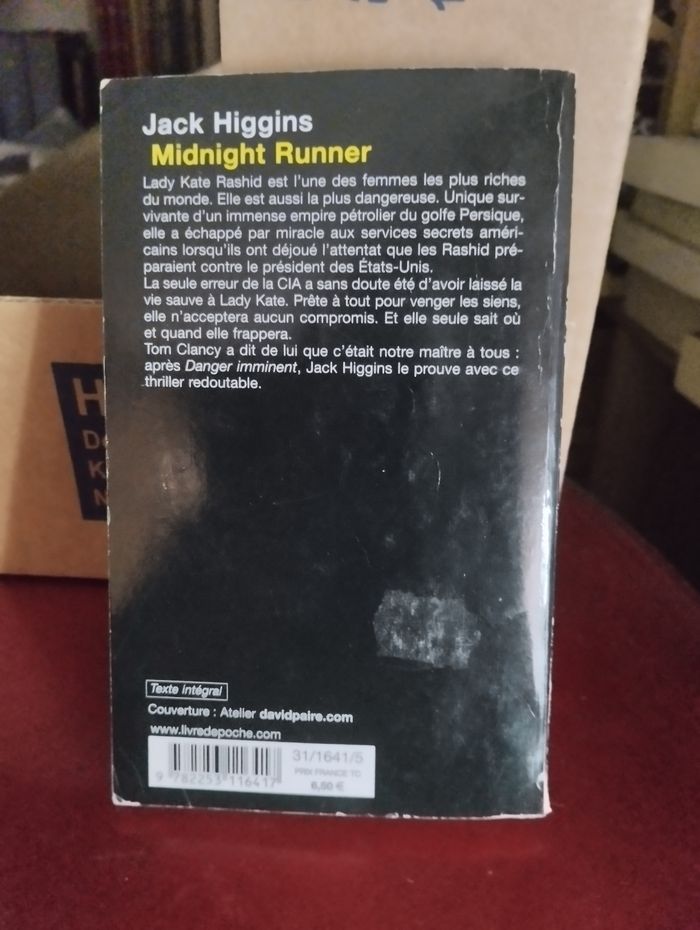 Jack Higgins
Midnight Runner
Lady Kate Rashid est l'une des femmes les plus riches
du monde. Elle est aussi la plus dangereuse. Unique sur-
vivante d'un immense empire pétrolier du golfe Persique,
elle a échappé par miracle aux services secrets améri-
cains lorsqu'ils ont déjoué l'attentat que les Rashid pré-
paraient contre le président des États-Unis.
La seule erreur de la CIA a sans doute été d'avoir laissé la
vie sauve à Lady Kate. Prête à tout pour venger les siens,
elle n'acceptera aucun compromis. Et elle seule sait où
et quand elle frappera.
Tom Clancy a dit de lui que c'était notre maître à tous :
après Danger imminent, Jack Higgins le prouve avec ce
thriller redoutable.
Texte intégral
Couverture : Atelier davidpaire.com
www.livredepoche.com
31/1641/5
PRIX FRANCE TC
6,50 €
9 782253 116417